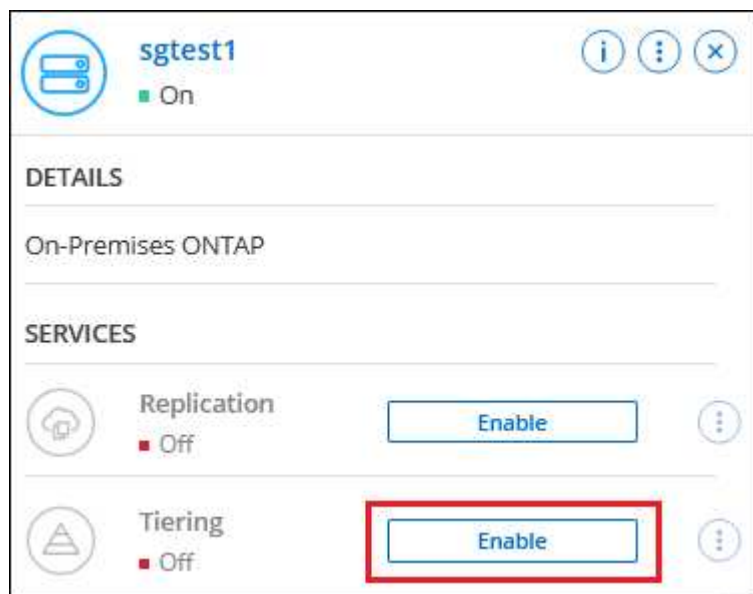 sgtest1
On
DETAILS
On-Premises ONTAP
SERVICES
Replication
Off
Enable
Tiering
Off
Enable